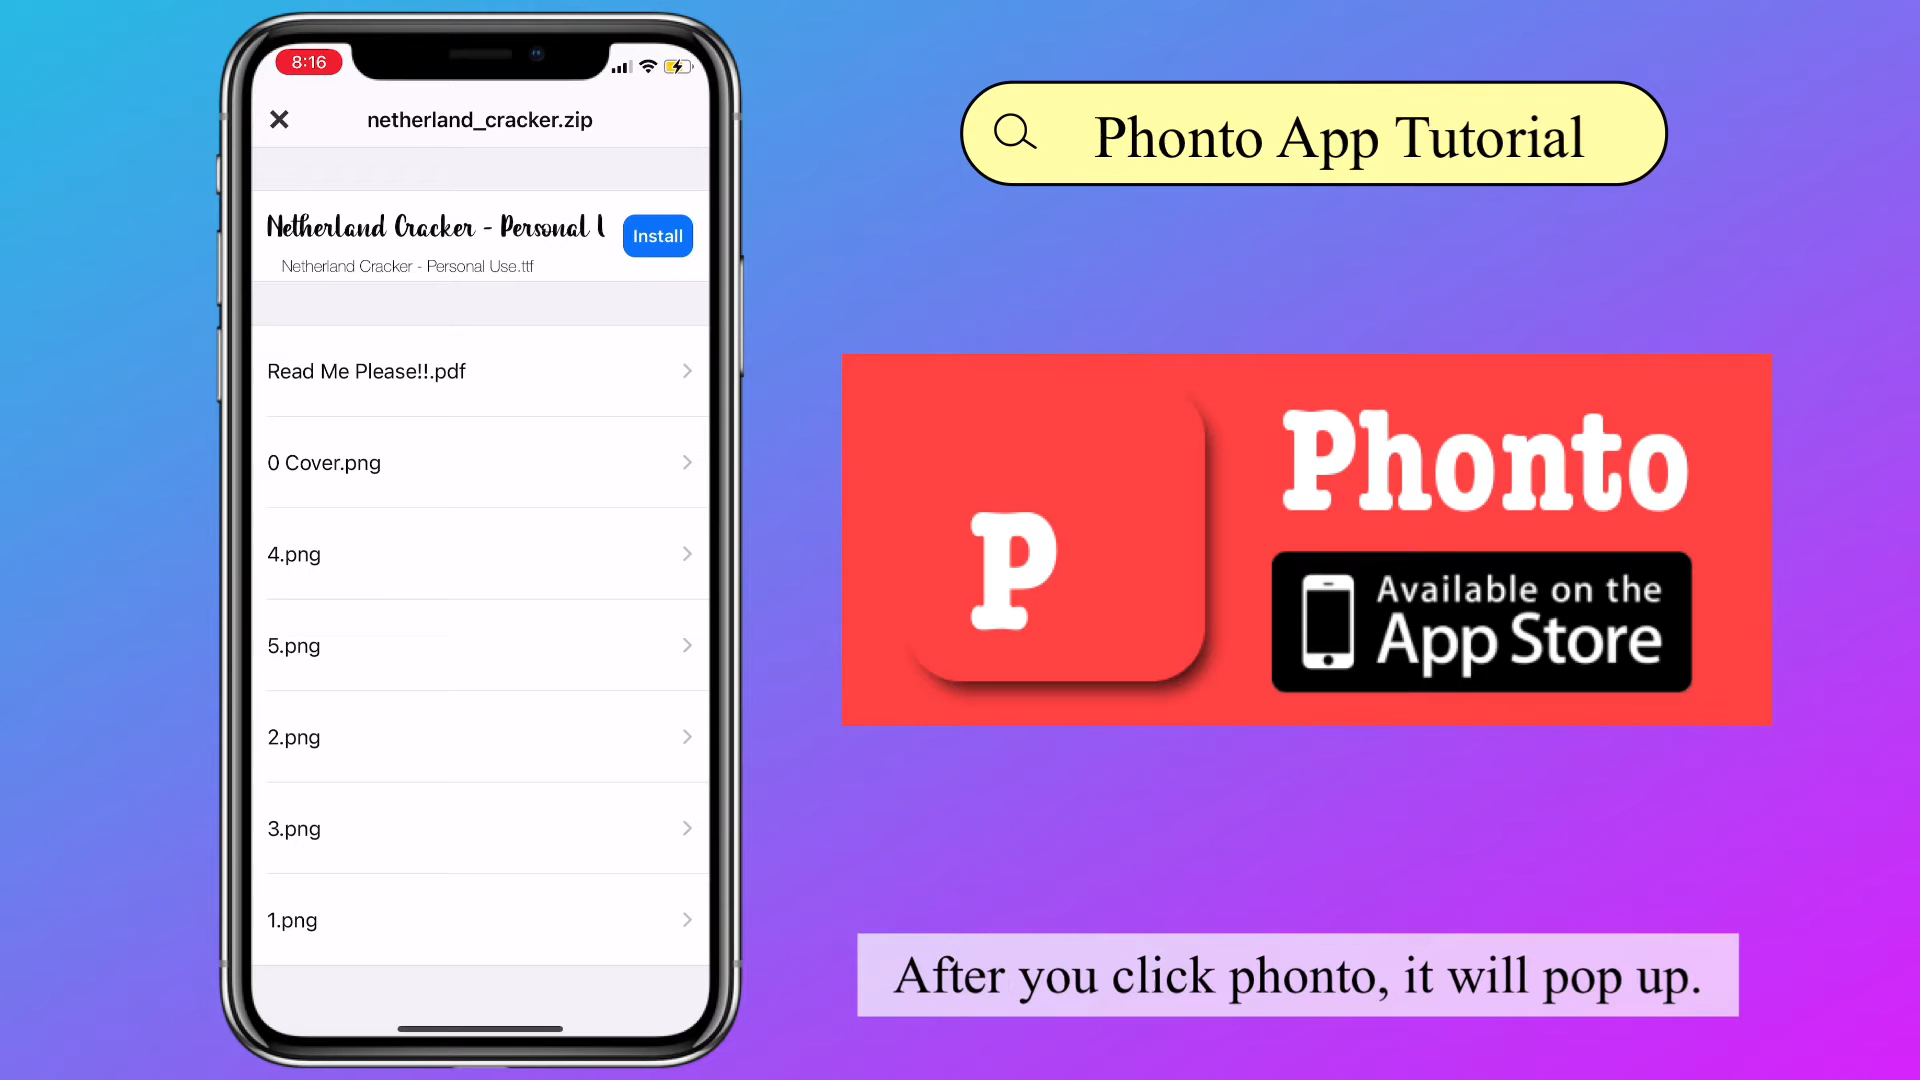 8:16
netherland_cracker.zip
Netherland Cracker - Personal U
Install
Netherland Cracker - Personal Use.ttf
Read Me Please!!.pdf
0 Cover.png
4.png
5.png
2.png
3.png
1.png
Phonto App Tutorial
P
Phonto
Available on the
App Store
After you click phonto, it will pop up.